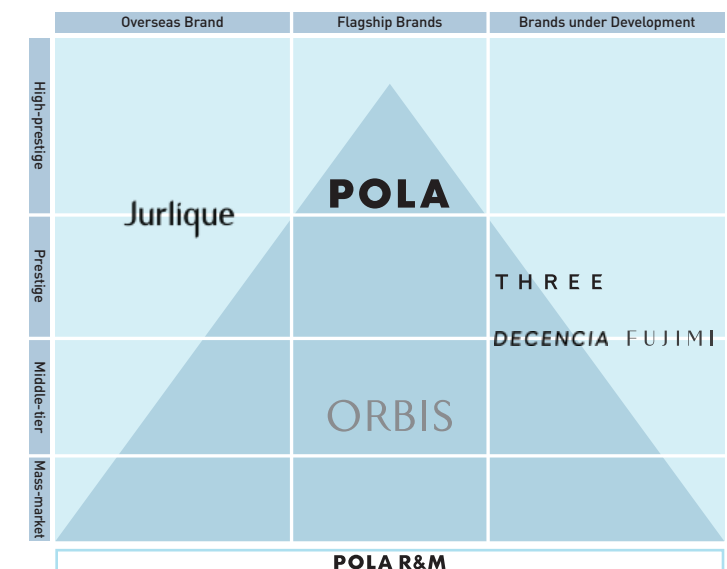 Overseas Brand
Flagship Brands
Brands under Development
High-prestige
POLA
Jurlique
Prestige
THREE
DECENCIA FUJIMI
Middle-tier
ORBIS
Mass-market
POLA R&M